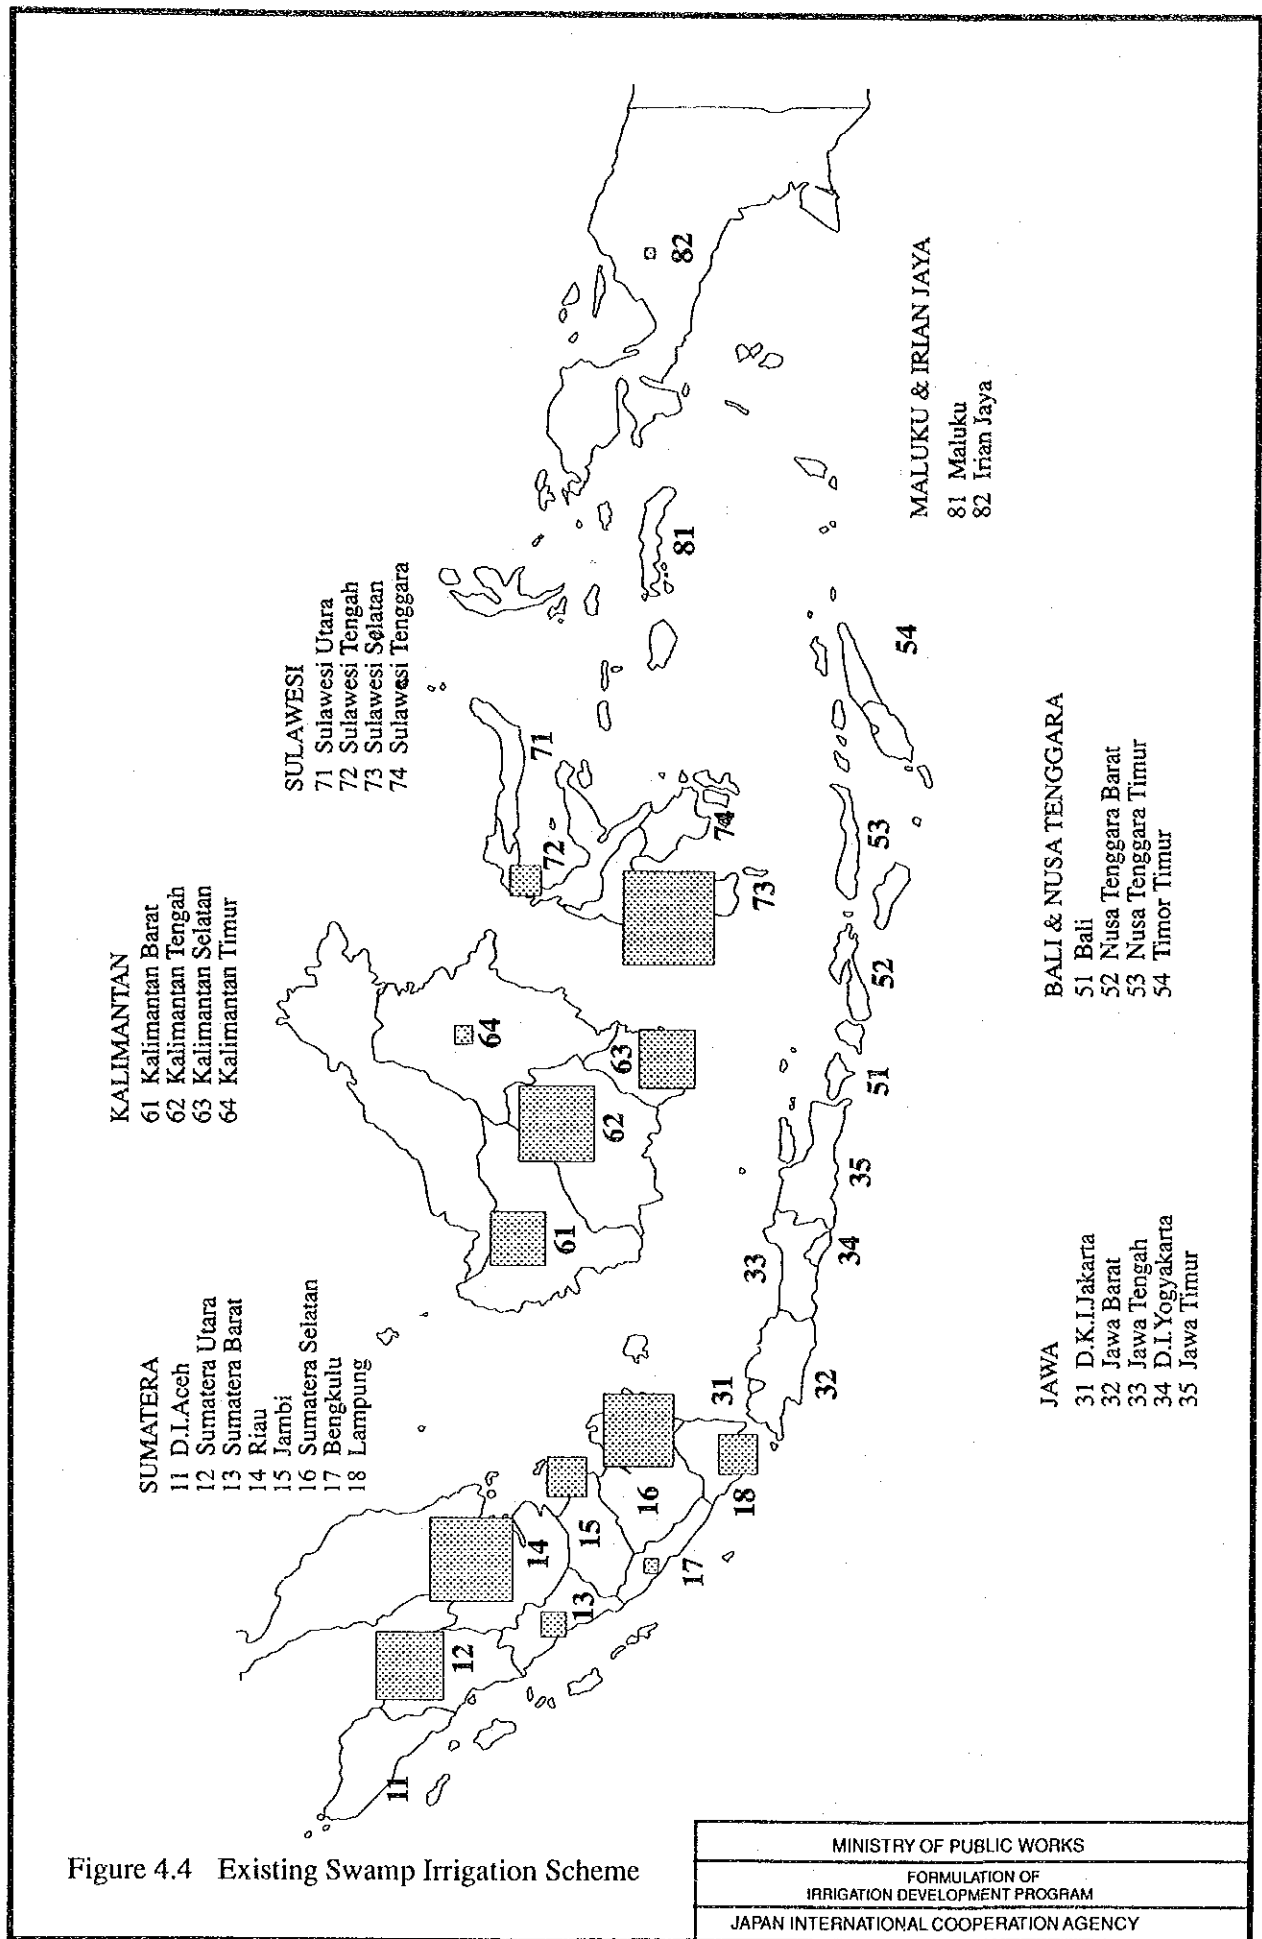 SUMATERA
11 D.I.Aceh
12 Sumatera Utara
13 Sumatera Barat
14 Riau
15 Jambi
16 Sumatera Selatan
17 Bengkulu
18 Lampung
KALIMANTAN
61 Kalimantan Barat
62 Kalimantan Tengah
63 Kalimantan Selatan
64 Kalimantan Timur
SULAWESI
71 Sulawesi Utara
72 Sulawesi Tengah
73 Sulawesi Selatan
74 Sulawesi Tenggara
11
12
13
14
15
16
17
18
61
62
63
64
71
72
73
74
81
82
31
32
33
34
35
51
52
53
54
JAWA
31 D.K.I.Jakarta
32 Jawa Barat
33 Jawa Tengah
34 D.I.Yogyakarta
35 Jawa Timur
BALI & NUSA TENGGARA
51 Bali
52 Nusa Tenggara Barat
53 Nusa Tenggara Timur
54 Timor Timur
MALUKU & IRIAN JAYA
81 Maluku
82 Irian Jaya
Figure 4.4 Existing Swamp Irrigation Scheme
MINISTRY OF PUBLIC WORKS
FORMULATION OF
IRRIGATION DEVELOPMENT PROGRAM
JAPAN INTERNATIONAL COOPERATION AGENCY